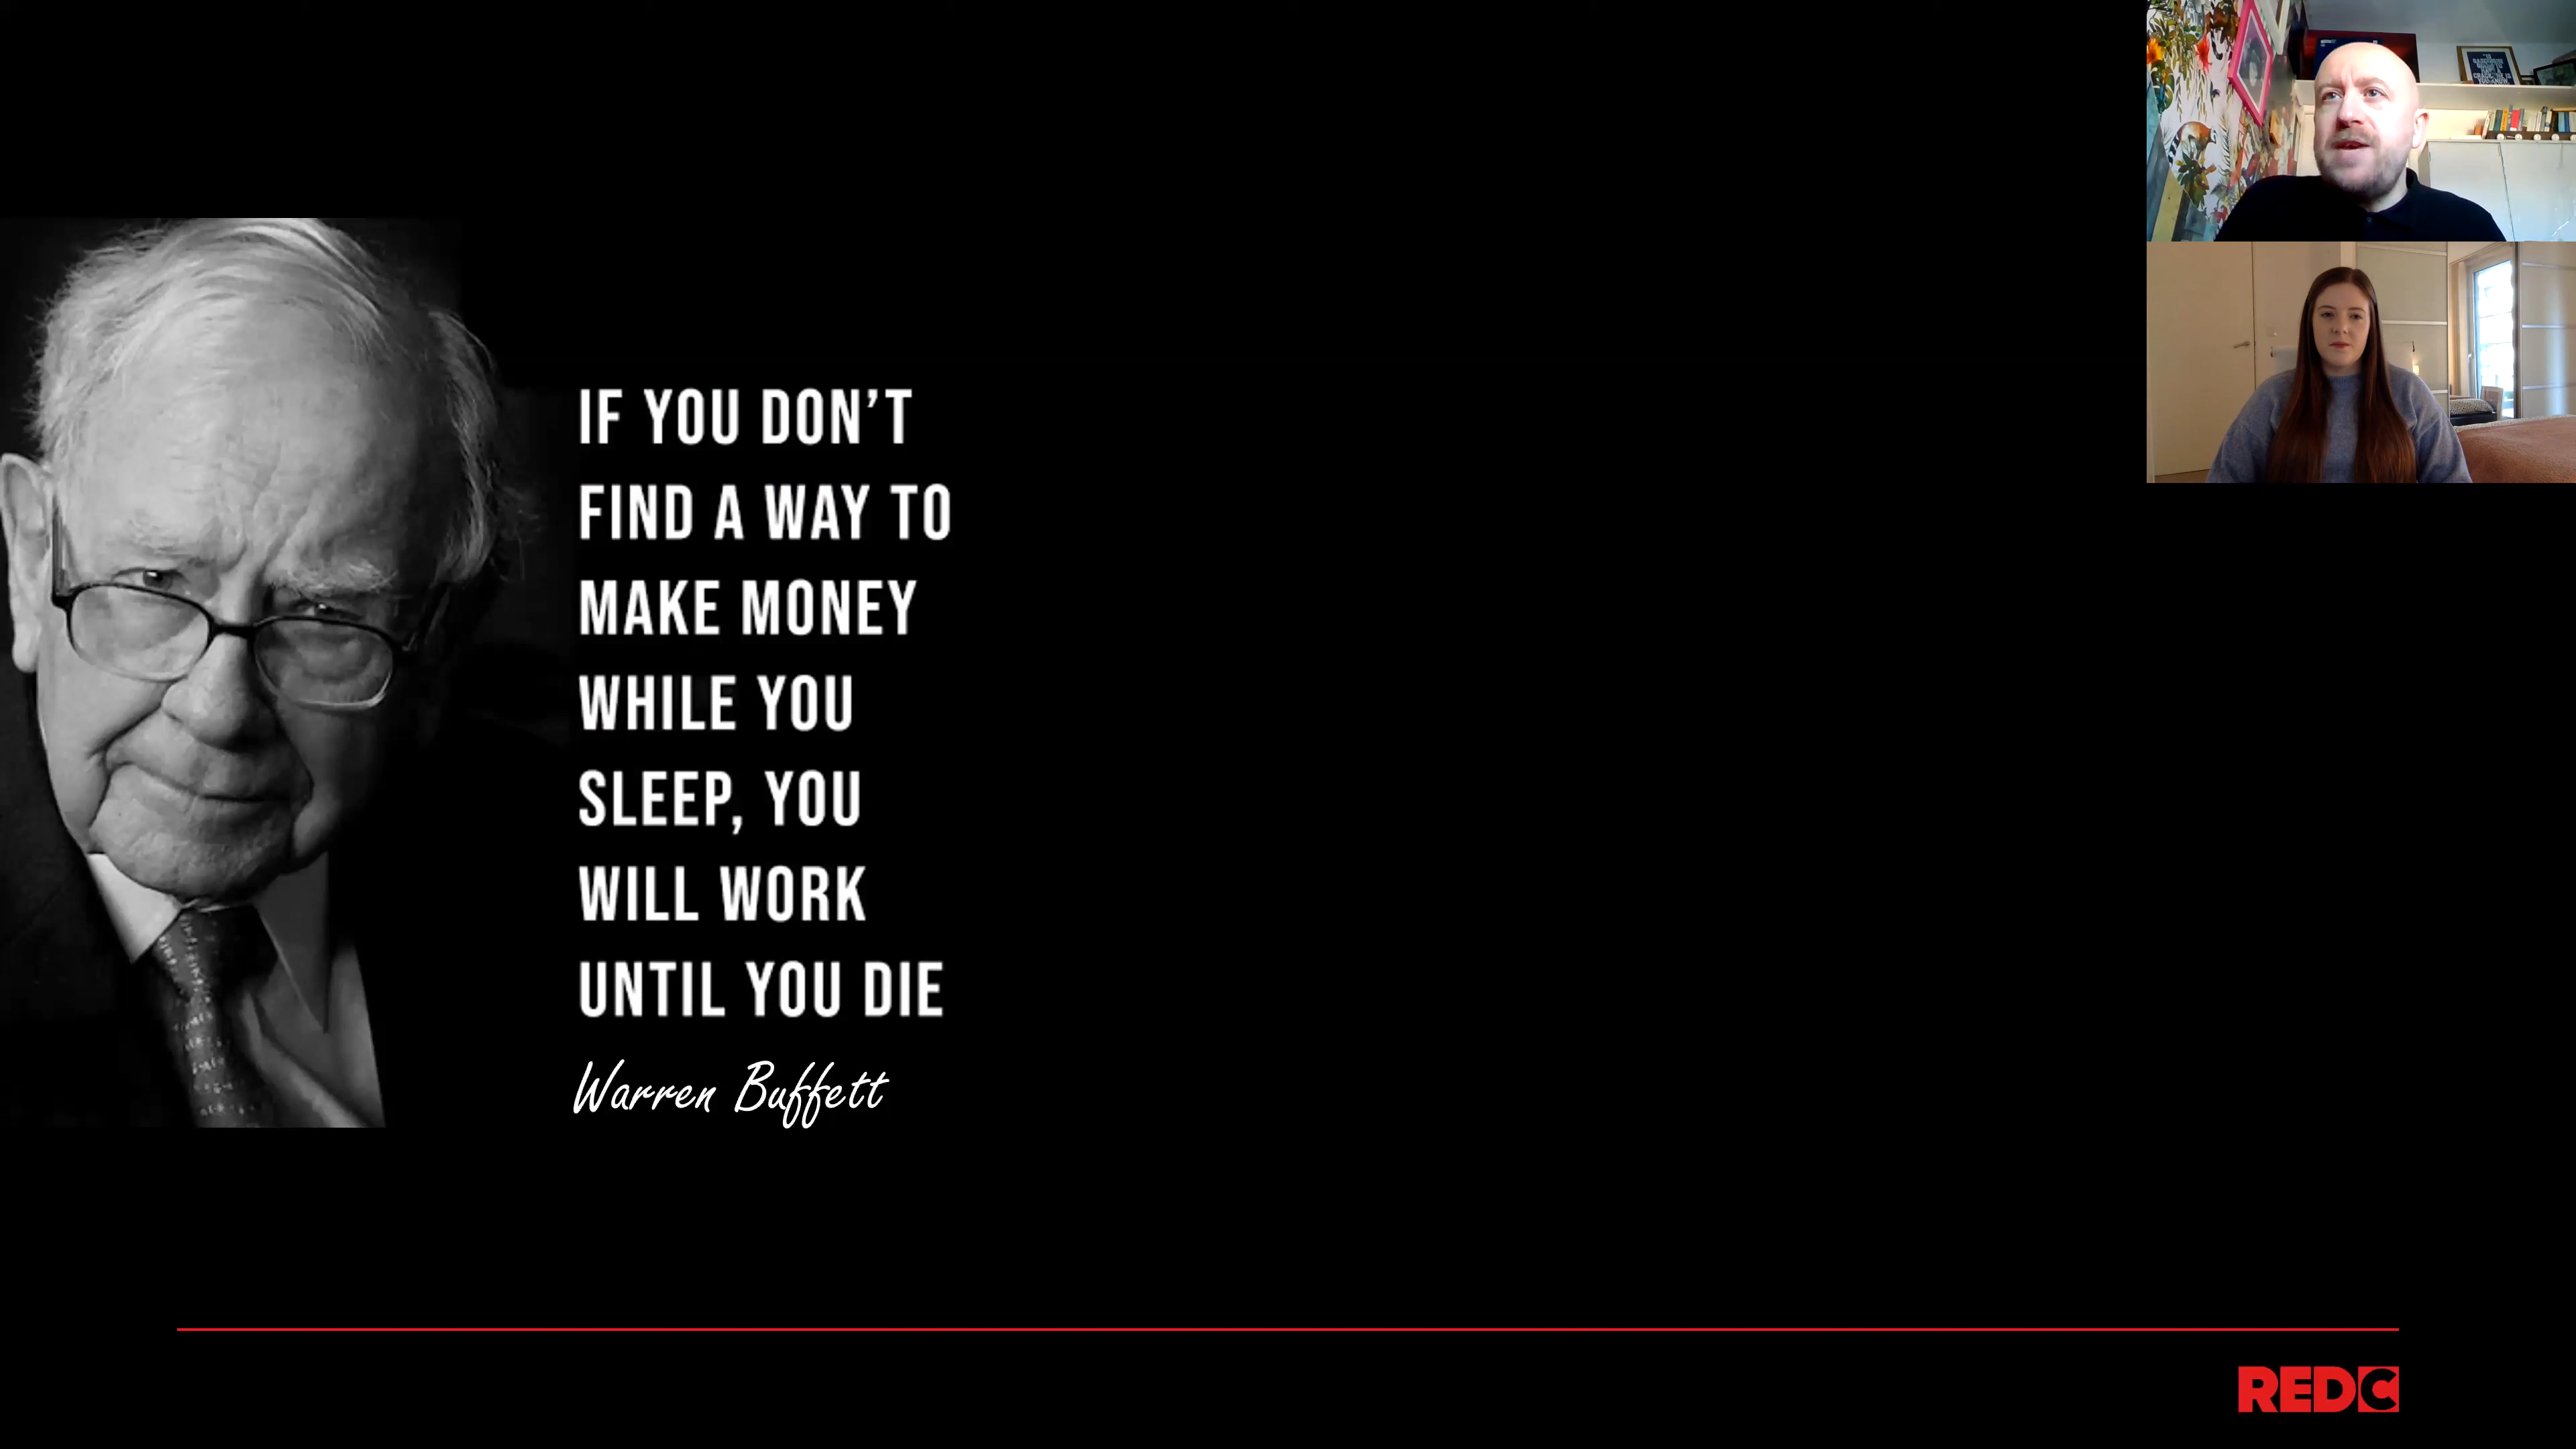 IF YOU DON'T
FIND A WAY TO
MAKE MONEY
WHILE YOU
SLEEP, YOU
WILL WORK
UNTIL YOU DIE
Warren Buffett
REDC